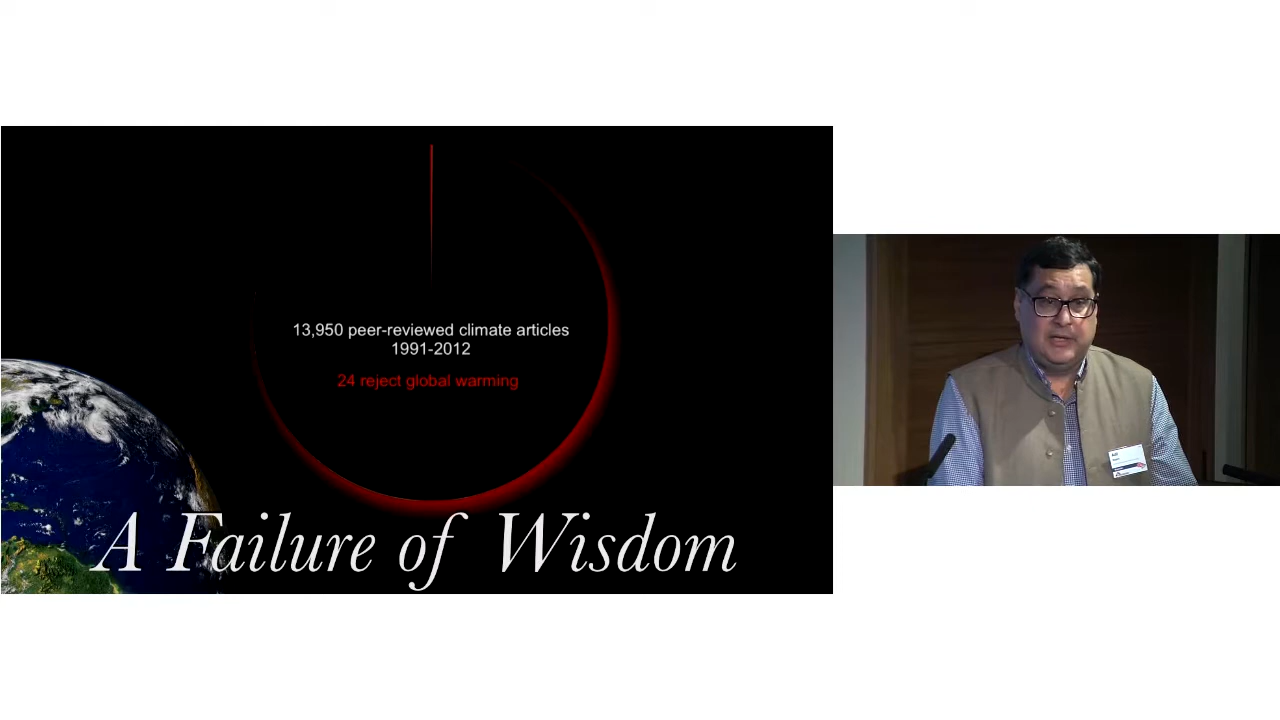 13,950 peer-reviewed climate articles
1991-2012
24 reject global warming
A Failure of Wisdom